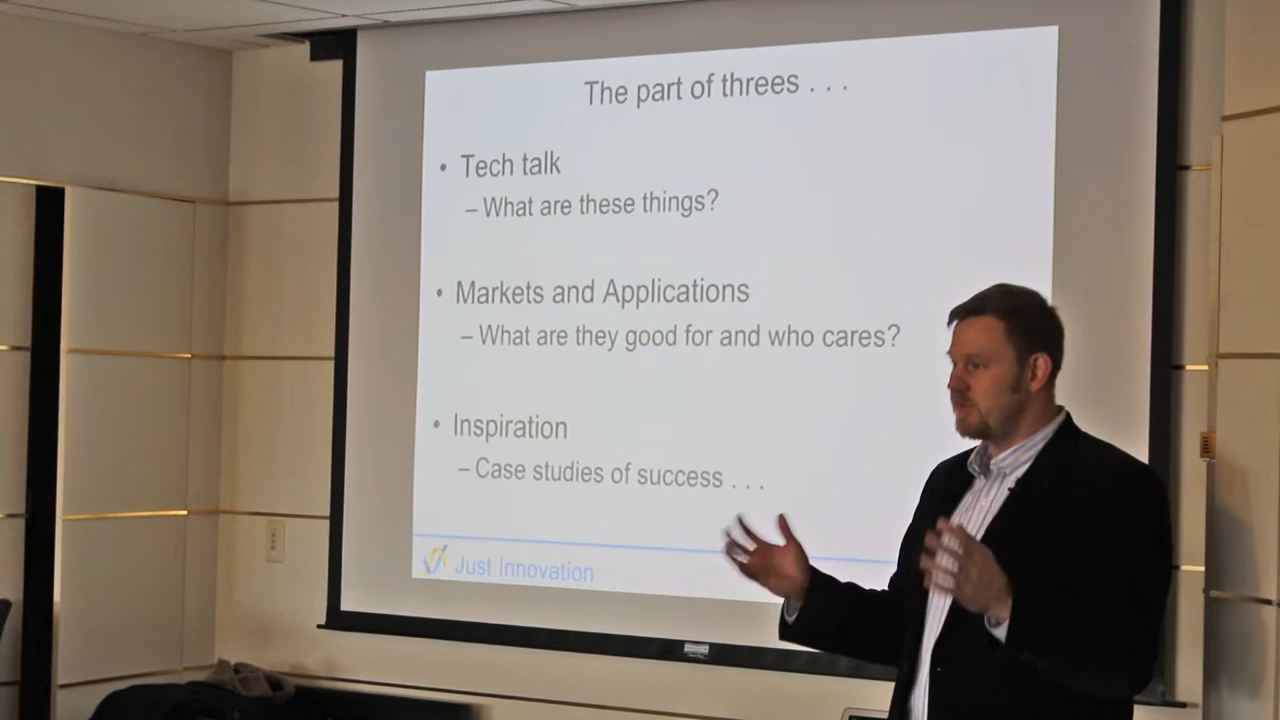 The part of threes . . .
• Tech talk
– What are these things?
• Markets and Applications
– What are they good for and who cares?
• Inspiration
– Case studies of success . . .
Just Innovation